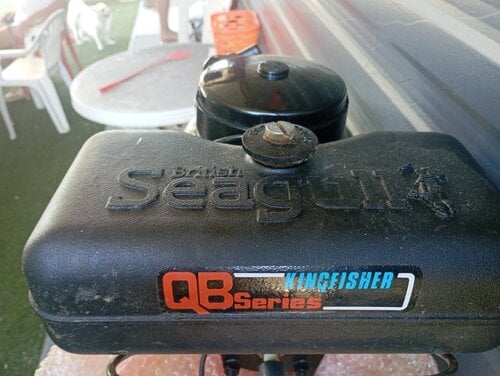 British
Seagull
KINGFISHER
QB
Series